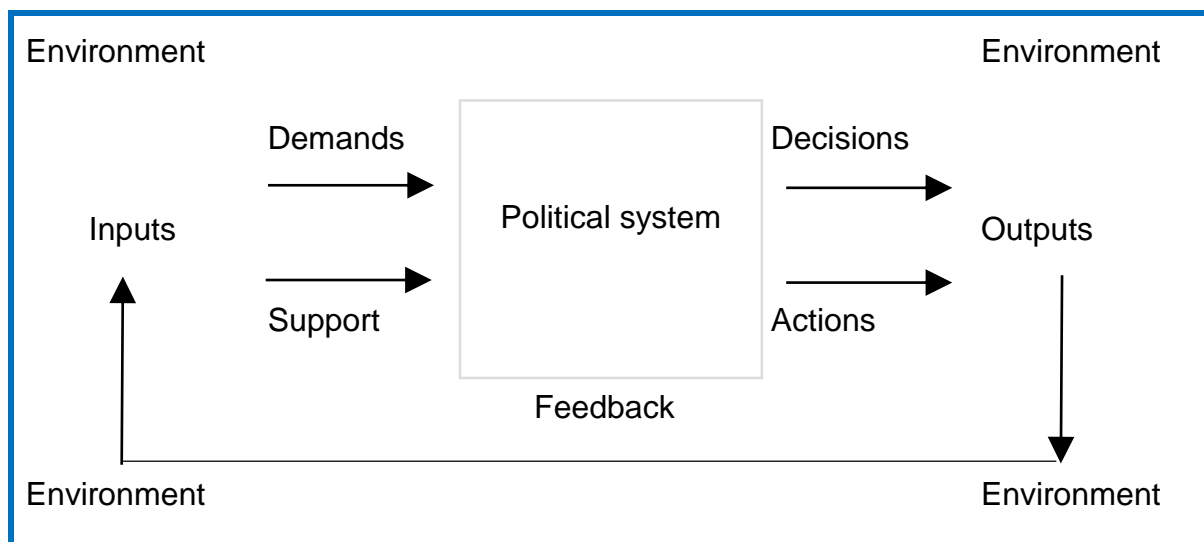 Environment Environment
Demands Decisions
Political system
Inputs Outputs
Support Actions
Feedback
Environment Environment